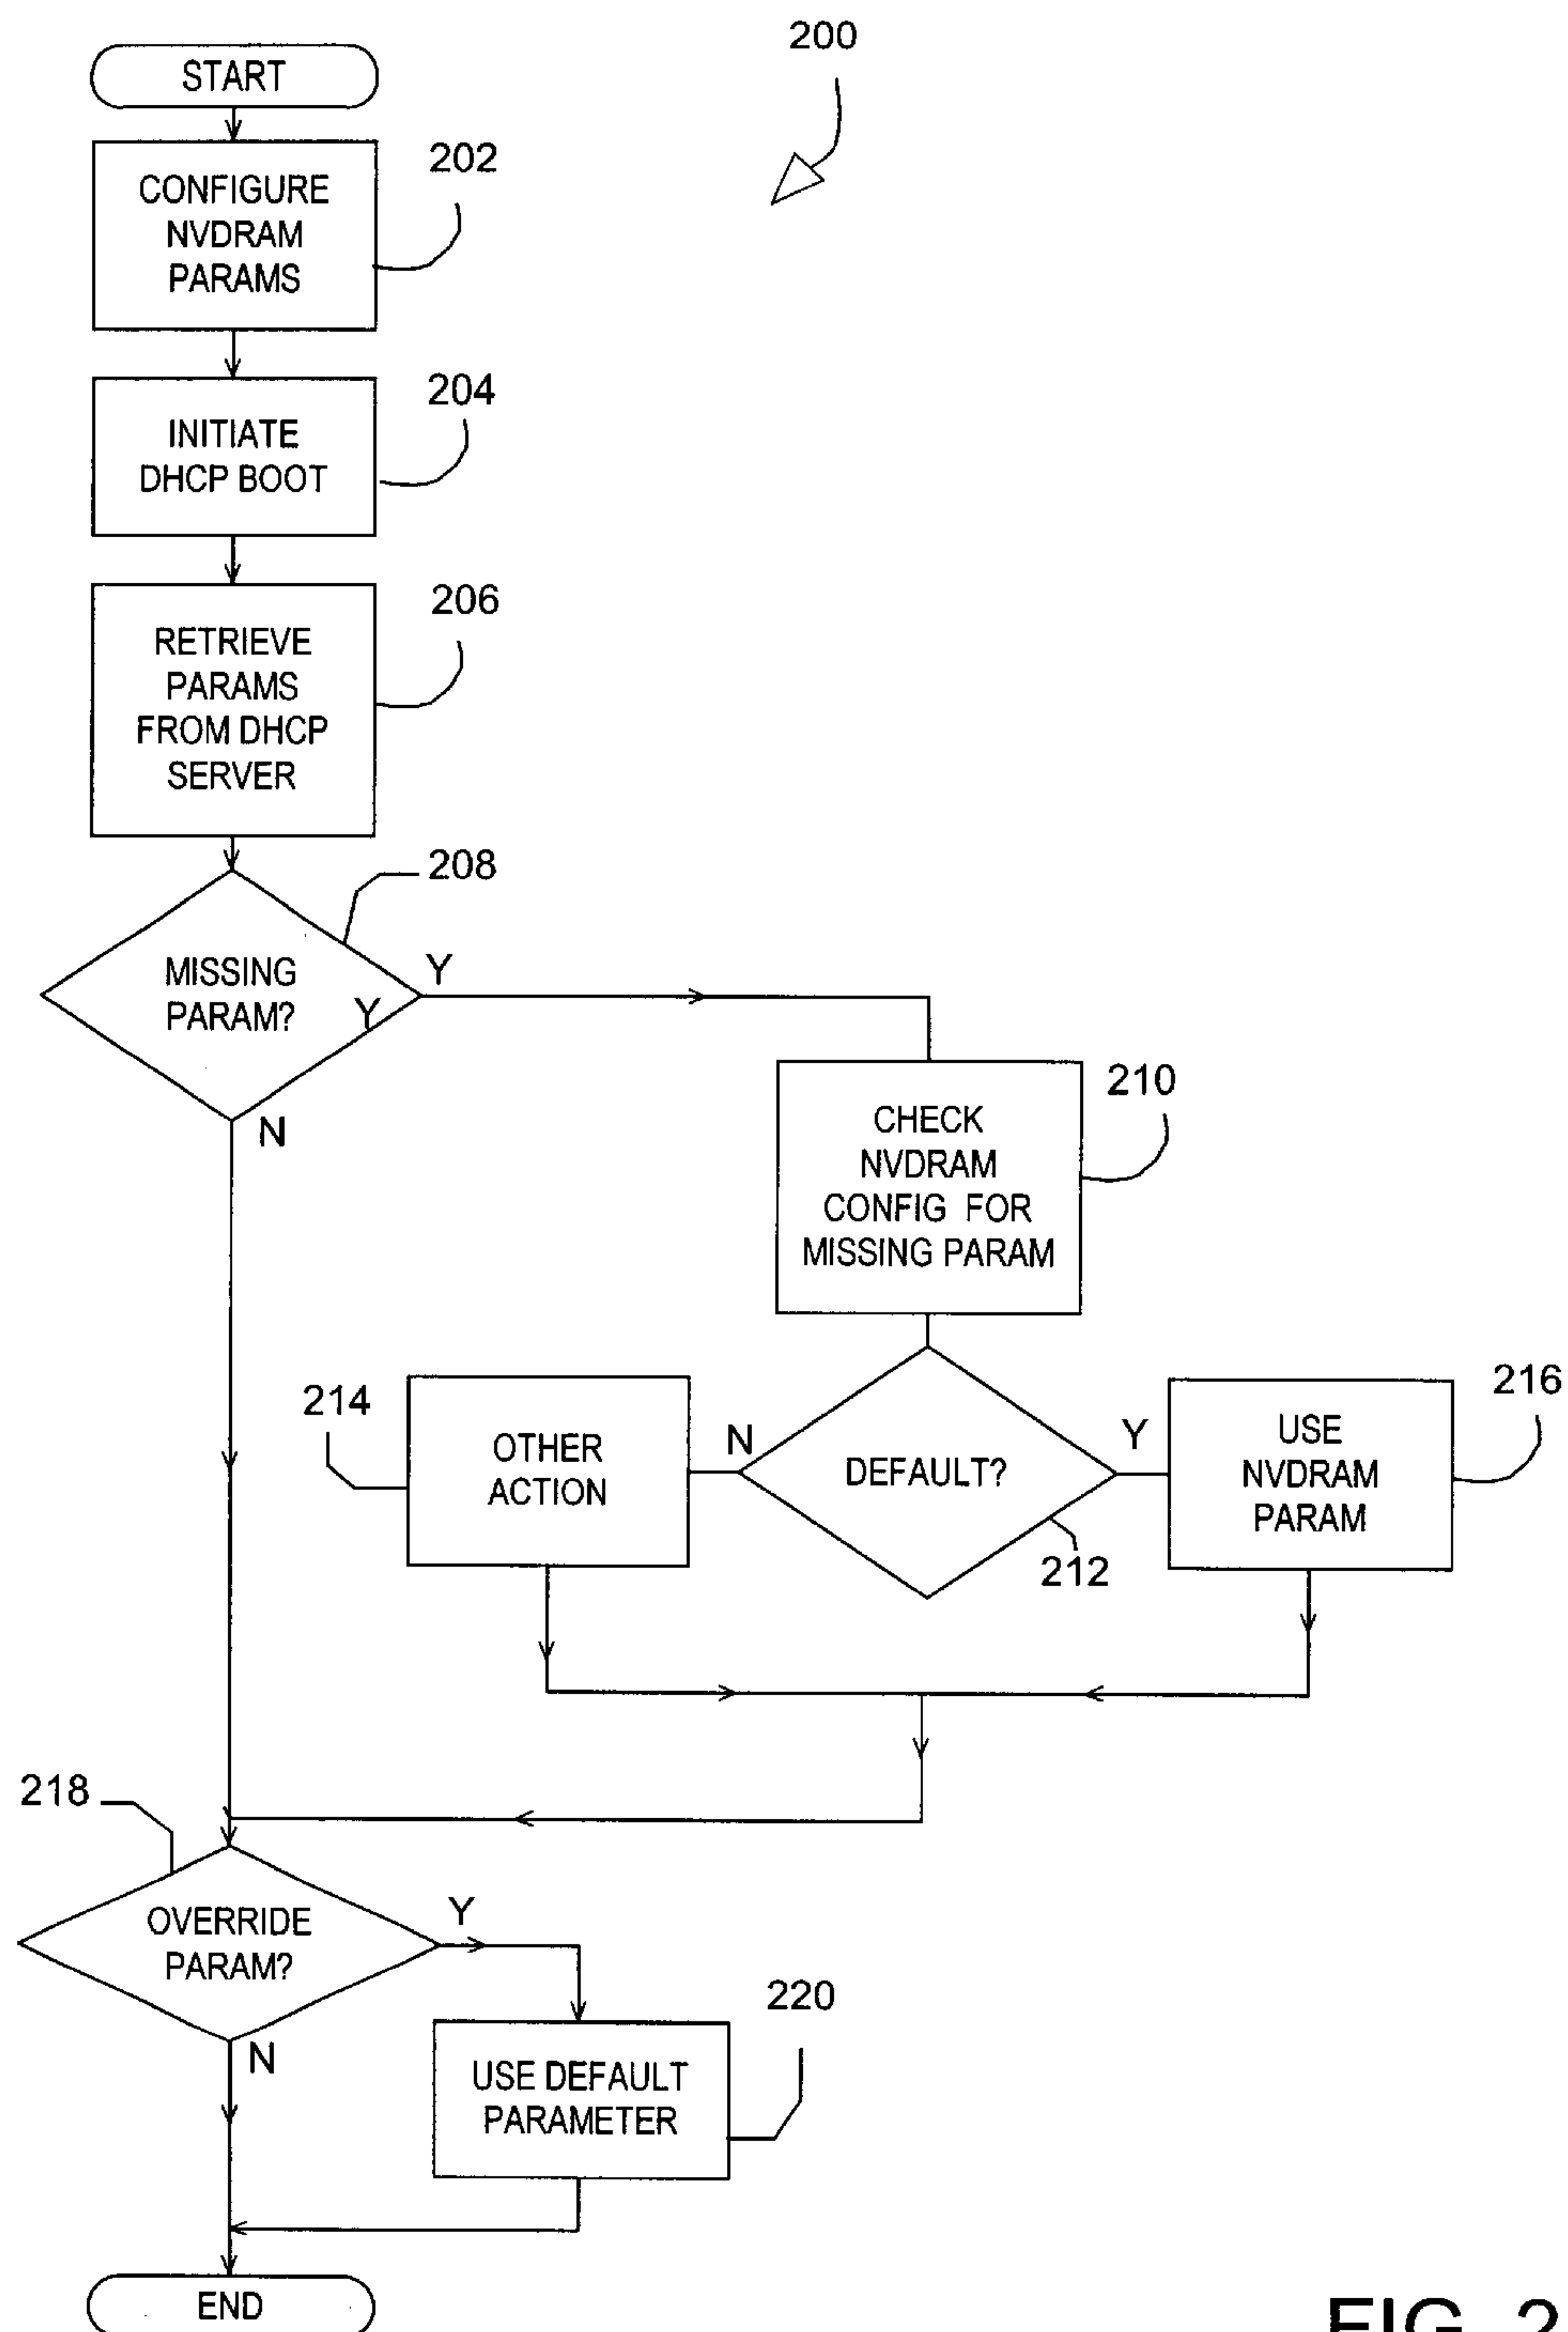 200
START
202
CONFIGURE
NVDRAM
PARAMS
204
INITIATE
DHCP BOOT
206
RETRIEVE
PARAMS
FROM DHCP
SERVER
208
MISSING
PARAM?
Y
Y
N
210
CHECK
NVDRAM
CONFIG FOR
MISSING PARAM
214
OTHER
ACTION
N
DEFAULT?
Y
212
216
USE
NVDRAM
PARAM
218
OVERRIDE
PARAM?
Y
N
220
USE DEFAULT
PARAMETER
END
FIG. 2